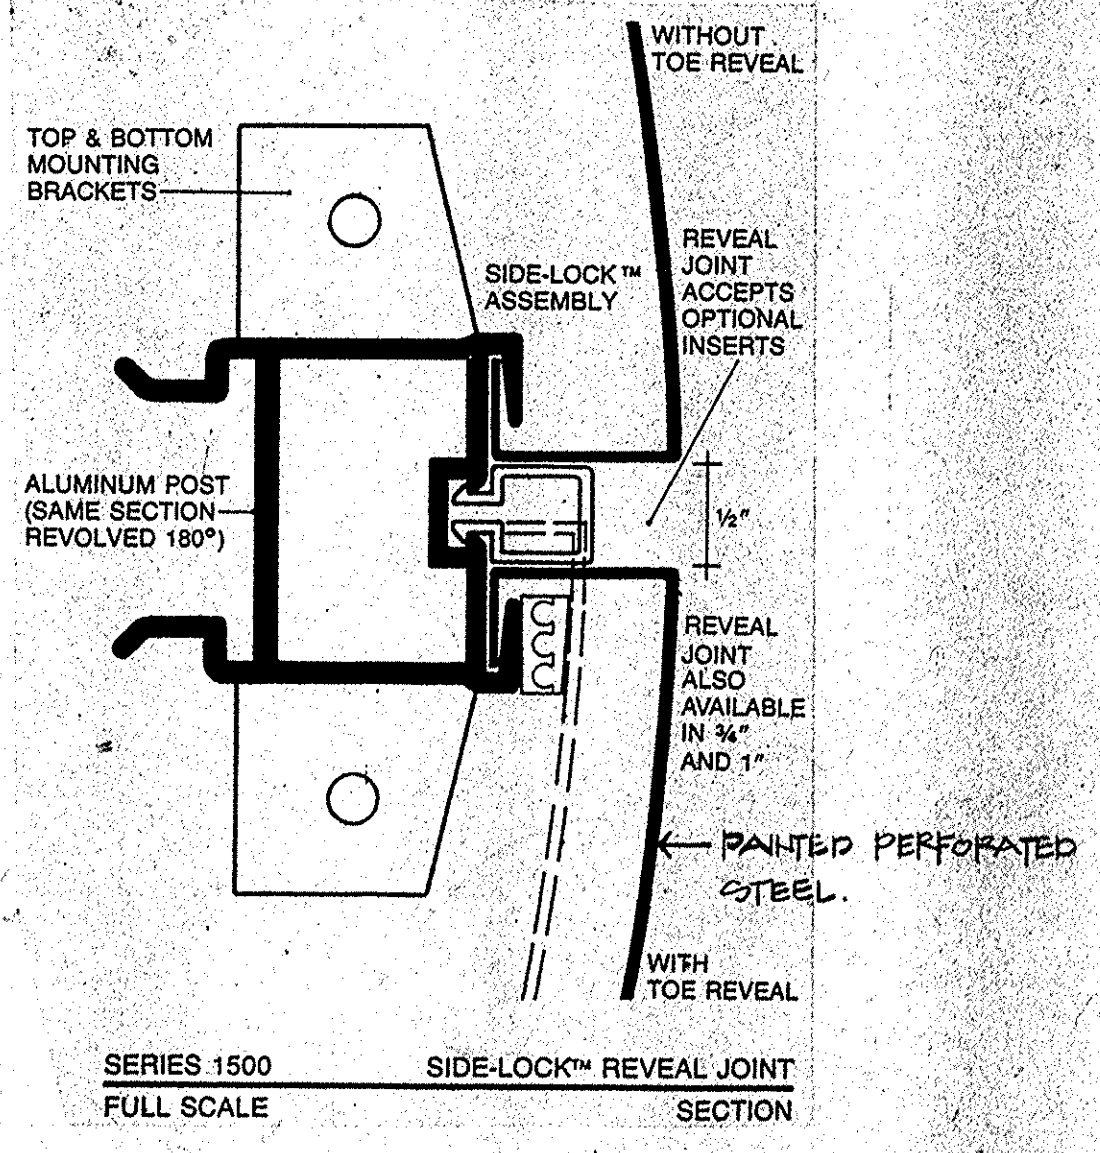 WITHOUT
TOE REVEAL
TOP & BOTTOM
MOUNTING
BRACKETS
REVEAL
JOINT
ACCEPTS
OPTIONAL
INSERTS
SIDE-LOCK™
ASSEMBLY
ALUMINUM POST
(SAME SECTION
REVOLVED 180°)
½"
REVEAL
JOINT
ALSO
AVAILABLE
IN ¾"
AND 1"
PAINTED PERFORATED
STEEL.
WITH
TOE REVEAL
SERIES 1500
SIDE-LOCK™ REVEAL JOINT
FULL SCALE
SECTION